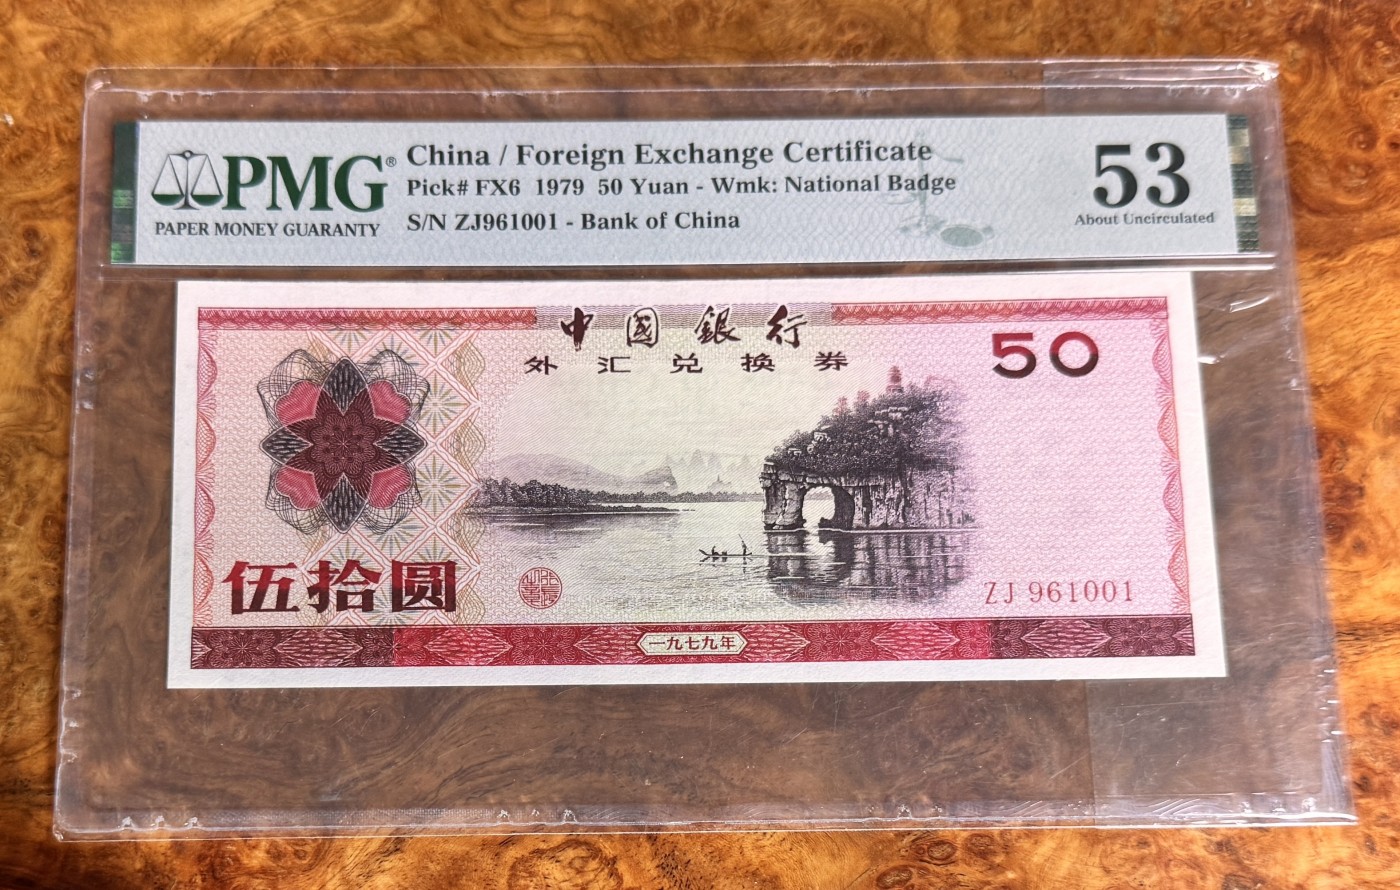 PMG®
PAPER MONEY GUARANTY
China / Foreign Exchange Certificate
Pick# FX6 1979 50 Yuan - Wmk: National Badge
S/N ZJ961001 - Bank of China
53
About Uncirculated
中國銀行
外汇兑换券
50
伍拾圆
ZJ 961001
一九七九年